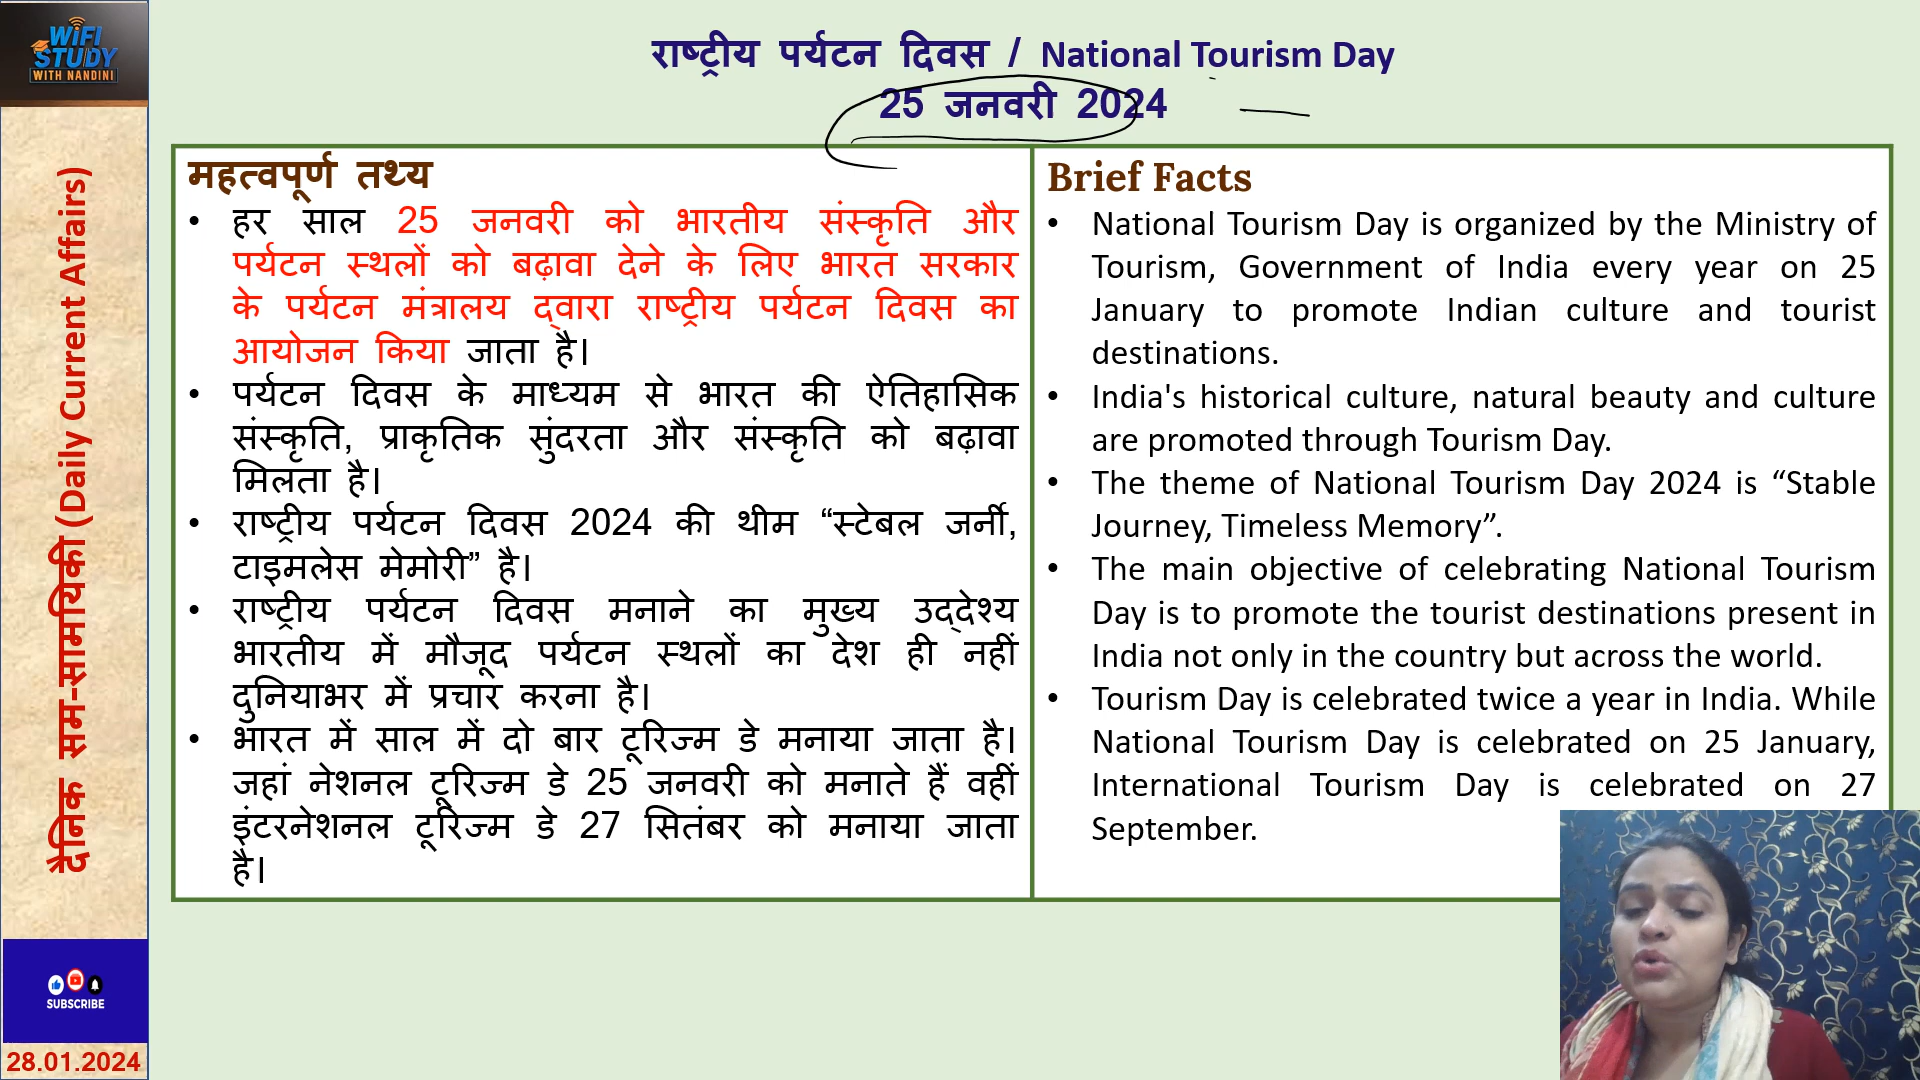 WiFi
STUDY
WITH NANDINI
दैनिक सम-सामयिकी (Daily Current Affairs)
SUBSCRIBE
28.01.2024
राष्ट्रीय पर्यटन दिवस / National Tourism Day
25 जनवरी 2024
महत्वपूर्ण तथ्य
• हर साल 25 जनवरी को भारतीय संस्कृति और
पर्यटन स्थलों को बढ़ावा देने के लिए भारत सरकार
के पर्यटन मंत्रालय द्वारा राष्ट्रीय पर्यटन दिवस का
आयोजन किया जाता है।
• पर्यटन दिवस के माध्यम से भारत की ऐतिहासिक
संस्कृति, प्राकृतिक सुंदरता और संस्कृति को बढ़ावा
मिलता है।
• राष्ट्रीय पर्यटन दिवस 2024 की थीम “स्टेबल जर्नी,
टाइमलेस मेमोरी” है।
• राष्ट्रीय पर्यटन दिवस मनाने का मुख्य उद्देश्य
भारतीय में मौजूद पर्यटन स्थलों का देश ही नहीं
दुनियाभर में प्रचार करना है।
• भारत में साल में दो बार टूरिज्म डे मनाया जाता है।
जहां नेशनल टूरिज्म डे 25 जनवरी को मनाते हैं वहीं
इंटरनेशनल टूरिज्म डे 27 सितंबर को मनाया जाता
है।
Brief Facts
• National Tourism Day is organized by the Ministry of
Tourism, Government of India every year on 25
January to promote Indian culture and tourist
destinations.
• India's historical culture, natural beauty and culture
are promoted through Tourism Day.
• The theme of National Tourism Day 2024 is “Stable
Journey, Timeless Memory”.
• The main objective of celebrating National Tourism
Day is to promote the tourist destinations present in
India not only in the country but across the world.
• Tourism Day is celebrated twice a year in India. While
National Tourism Day is celebrated on 25 January,
International Tourism Day is celebrated on 27
September.